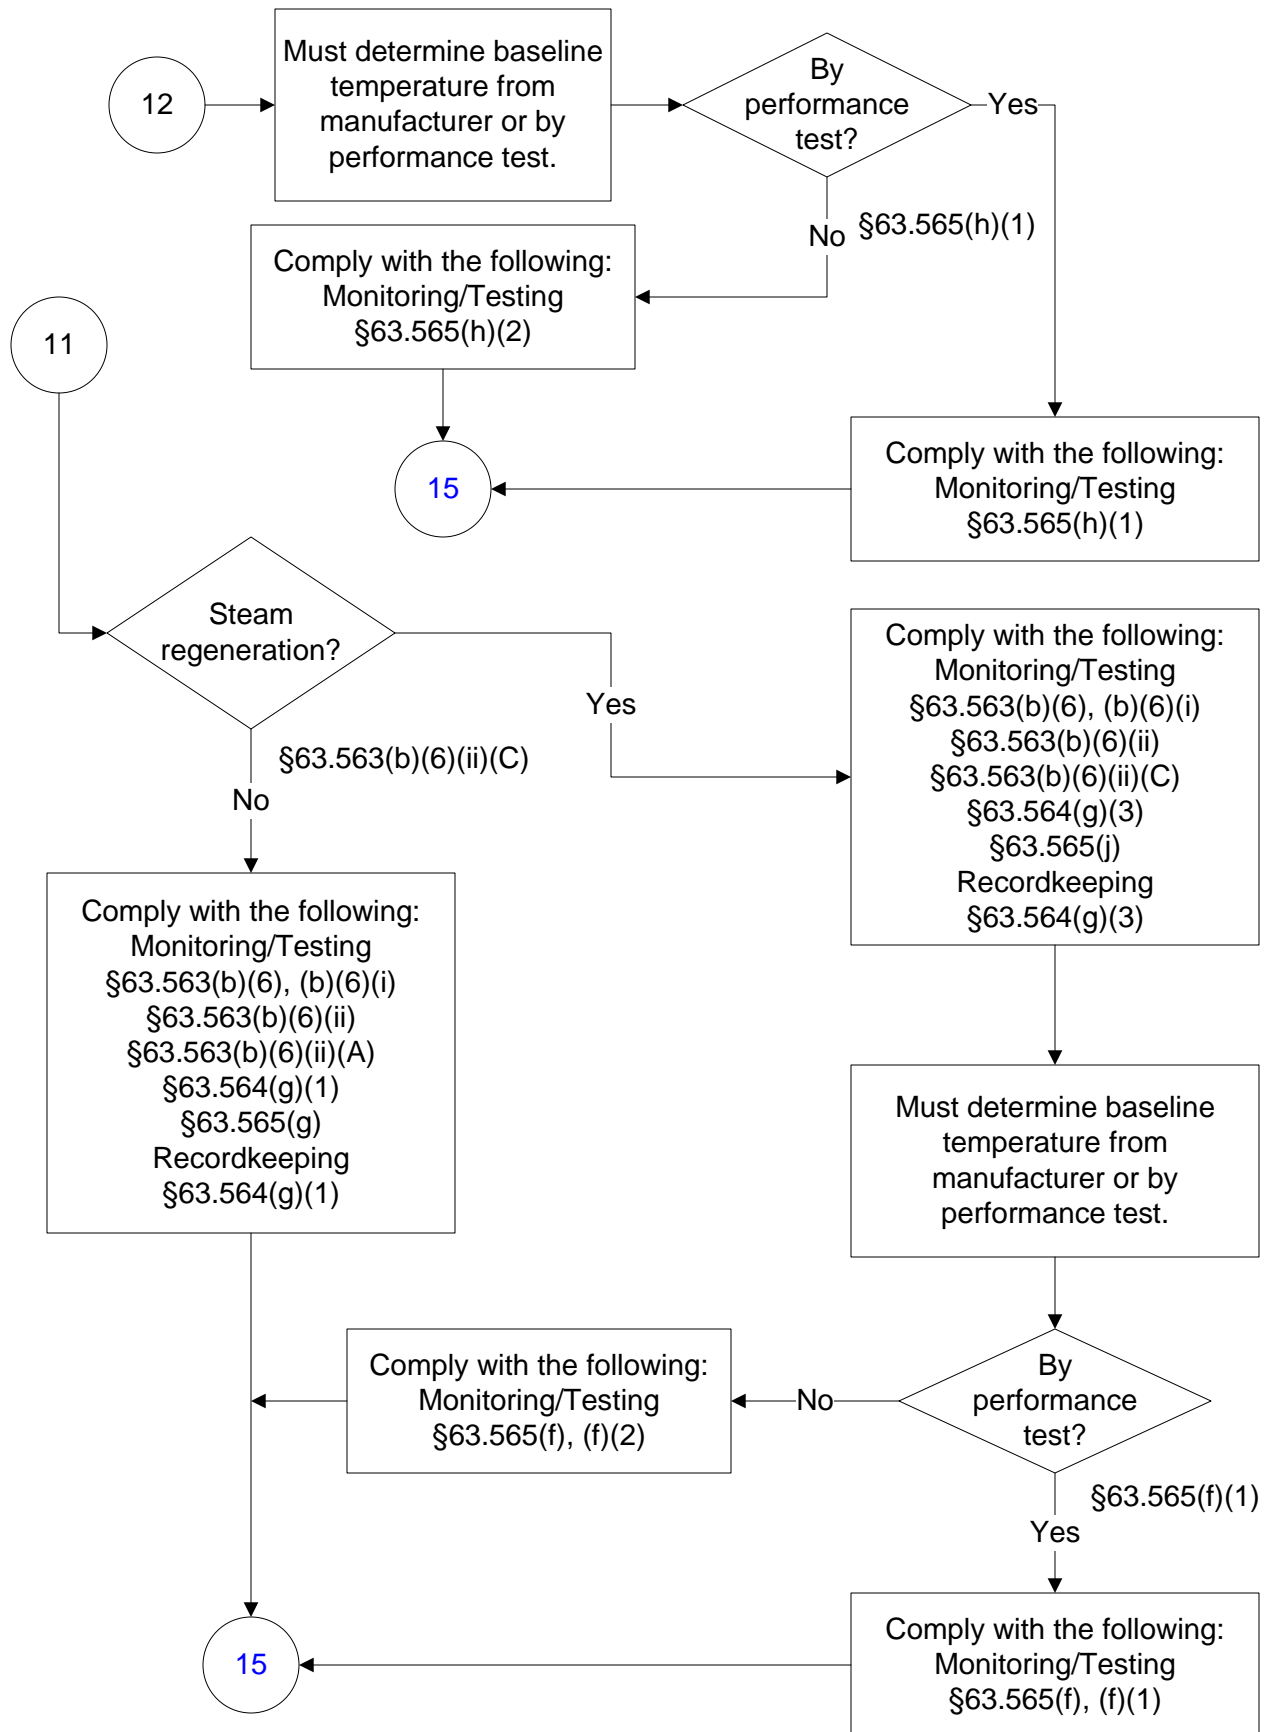 12
Must determine baseline
temperature from
manufacturer or by
performance test.
By
performance
test?
Yes
No
§63.565(h)(1)
Comply with the following:
Monitoring/Testing
§63.565(h)(2)
11
15
Comply with the following:
Monitoring/Testing
§63.565(h)(1)
Steam
regeneration?
Yes
§63.563(b)(6)(ii)(C)
No
Comply with the following:
Monitoring/Testing
§63.563(b)(6), (b)(6)(i)
§63.563(b)(6)(ii)
§63.563(b)(6)(ii)(C)
§63.564(g)(3)
§63.565(j)
Recordkeeping
§63.564(g)(3)
Comply with the following:
Monitoring/Testing
§63.563(b)(6), (b)(6)(i)
§63.563(b)(6)(ii)
§63.563(b)(6)(ii)(A)
§63.564(g)(1)
§63.565(g)
Recordkeeping
§63.564(g)(1)
Must determine baseline
temperature from
manufacturer or by
performance test.
By
performance
test?
No
Comply with the following:
Monitoring/Testing
§63.565(f), (f)(2)
§63.565(f)(1)
Yes
Comply with the following:
Monitoring/Testing
§63.565(f), (f)(1)
15